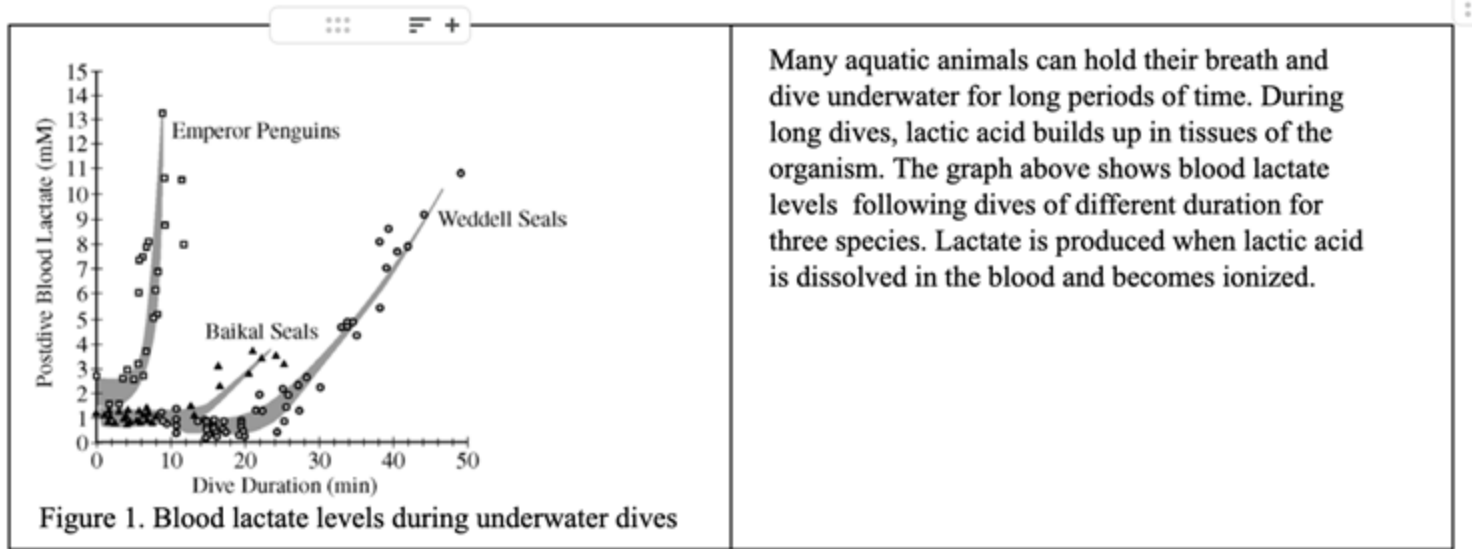 15
14
13
12
11
10
9
8
7
6
5
4
3
2
1
0
Postdive Blood Lactate (mM)
Emperor Penguins
Baikal Seals
Weddell Seals
0 10 20 30 40 50
Dive Duration (min)
Figure 1. Blood lactate levels during underwater dives
Many aquatic animals can hold their breath and
dive underwater for long periods of time. During
long dives, lactic acid builds up in tissues of the
organism. The graph above shows blood lactate
levels following dives of different duration for
three species. Lactate is produced when lactic acid
is dissolved in the blood and becomes ionized.